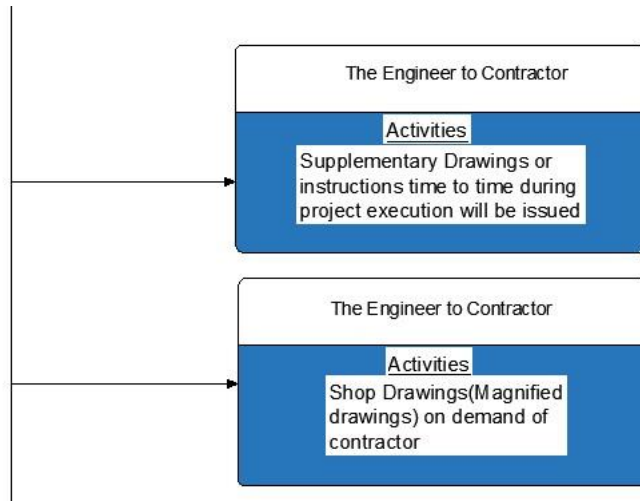 The Engineer to Contractor
Activities
Supplementary Drawings or
instructions time to time during
project execution will be issued
The Engineer to Contractor
Activities
Shop Drawings(Magnified
drawings) on demand of
contractor